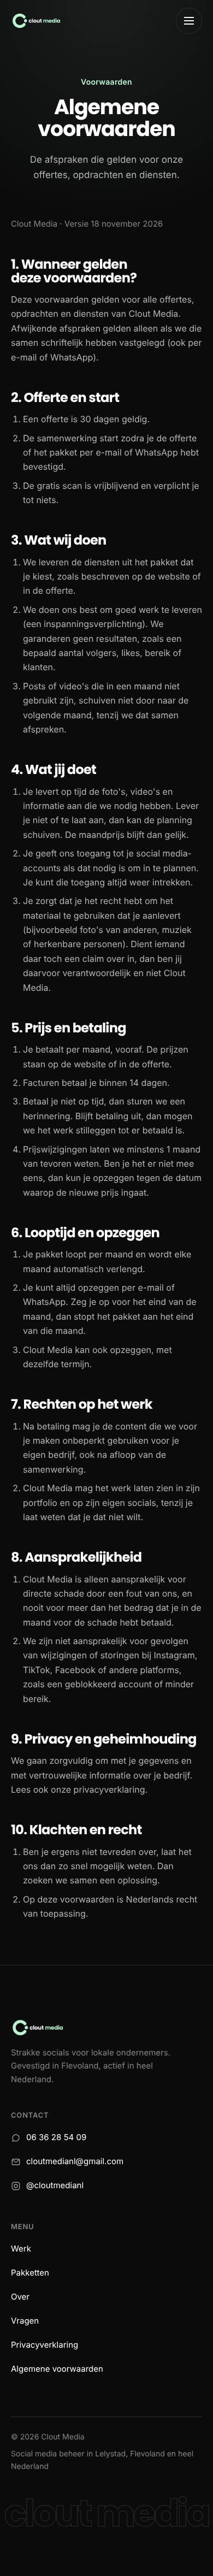 clout media
Voorwaarden
Algemene
voorwaarden
De afspraken die gelden voor onze
offertes, opdrachten en diensten.
Clout Media · Versie 18 november 2026
1. Wanneer gelden
deze voorwaarden?
Deze voorwaarden gelden voor alle offertes,
opdrachten en diensten van Clout Media.
Afwijkende afspraken gelden alleen als we die
samen schriftelijk hebben vastgelegd (ook per
e-mail of WhatsApp).
2. Offerte en start
1. Een offerte is 30 dagen geldig.
2. De samenwerking start zodra je de offerte
of het pakket per e-mail of WhatsApp hebt
bevestigd.
3. De gratis scan is vrijblijvend en verplicht je
tot niets.
3. Wat wij doen
1. We leveren de diensten uit het pakket dat
je kiest, zoals beschreven op de website of
in de offerte.
2. We doen ons best om goed werk te leveren
(een inspanningsverplichting). We
garanderen geen resultaten, zoals een
bepaald aantal volgers, likes, bereik of
klanten.
3. Posts of video's die in een maand niet
gebruikt zijn, schuiven niet door naar de
volgende maand, tenzij we dat samen
afspreken.
4. Wat jij doet
1. Je levert op tijd de foto's, video's en
informatie aan die we nodig hebben. Lever
je niet of te laat aan, dan kan de planning
schuiven. De maandprijs blijft dan gelijk.
2. Je geeft ons toegang tot je social media-
accounts als dat nodig is om in te plannen.
Je kunt die toegang altijd weer intrekken.
3. Je zorgt dat je het recht hebt om het
materiaal te gebruiken dat je aanlevert
(bijvoorbeeld foto's van anderen, muziek
of herkenbare personen). Dient iemand
daar toch een claim over in, dan ben jij
daarvoor verantwoordelijk en niet Clout
Media.
5. Prijs en betaling
1. Je betaalt per maand, vooraf. De prijzen
staan op de website of in de offerte.
2. Facturen betaal je binnen 14 dagen.
3. Betaal je niet op tijd, dan sturen we een
herinnering. Blijft betaling uit, dan mogen
we het werk stilleggen tot er betaald is.
4. Prijswijzigingen laten we minstens 1 maand
van tevoren weten. Ben je het er niet mee
eens, dan kun je opzeggen tegen de datum
waarop de nieuwe prijs ingaat.
6. Looptijd en opzeggen
1. Je pakket loopt per maand en wordt elke
maand automatisch verlengd.
2. Je kunt altijd opzeggen per e-mail of
WhatsApp. Zeg je op voor het eind van de
maand, dan stopt het pakket aan het eind
van die maand.
3. Clout Media kan ook opzeggen, met
dezelfde termijn.
7. Rechten op het werk
1. Na betaling mag je de content die we voor
je maken onbeperkt gebruiken voor je
eigen bedrijf, ook na afloop van de
samenwerking.
2. Clout Media mag het werk laten zien in zijn
portfolio en op zijn eigen socials, tenzij je
laat weten dat je dat niet wilt.
8. Aansprakelijkheid
1. Clout Media is alleen aansprakelijk voor
directe schade door een fout van ons, en
nooit voor meer dan het bedrag dat je in de
maand voor de schade hebt betaald.
2. We zijn niet aansprakelijk voor gevolgen
van wijzigingen of storingen bij Instagram,
TikTok, Facebook of andere platforms,
zoals een geblokkeerd account of minder
bereik.
9. Privacy en geheimhouding
We gaan zorgvuldig om met je gegevens en
met vertrouwelijke informatie over je bedrijf.
Lees ook onze privacyverklaring.
10. Klachten en recht
1. Ben je ergens niet tevreden over, laat het
ons dan zo snel mogelijk weten. Dan
zoeken we samen een oplossing.
2. Op deze voorwaarden is Nederlands recht
van toepassing.
clout media
Strakke socials voor lokale ondernemers.
Gevestigd in Flevoland, actief in heel
Nederland.
CONTACT
06 36 28 54 09
cloutmedianl@gmail.com
@cloutmedianl
MENU
Werk
Pakketten
Over
Vragen
Privacyverklaring
Algemene voorwaarden
© 2026 Clout Media
Social media beheer in Lelystad, Flevoland en heel
Nederland
clout media